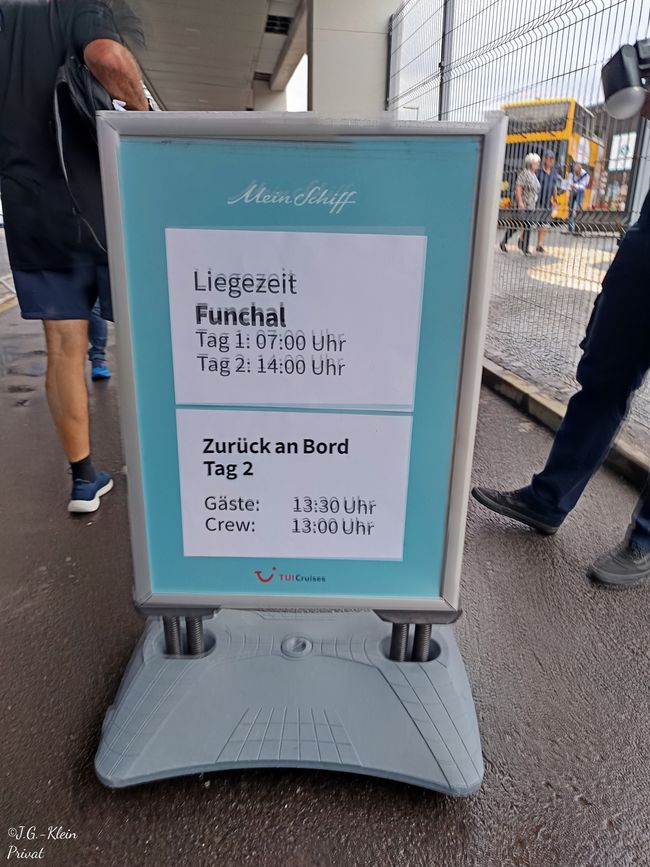 Mein Schiff
Liegezeit
Funchal
Tag 1: 07:00 Uhr
Tag 2: 14:00 Uhr
Zurück an Bord
Tag 2
Gäste: 13:30 Uhr
Crew: 13:00 Uhr
TUI Cruises
©J.G.-Klein
Privat